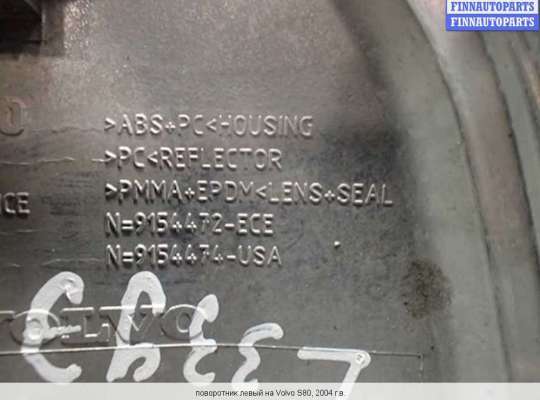 FINNAUTOPARTS
FINNAUTOPARTS
>ABS+PC<HOUSING
>PC<REFLECTOR
>PMMA+EPDM<LENS+SEAL
N=9154472-ECE
N=9154474-USA
VOLVO
поворотник левый на Volvo S80, 2004 г.в.